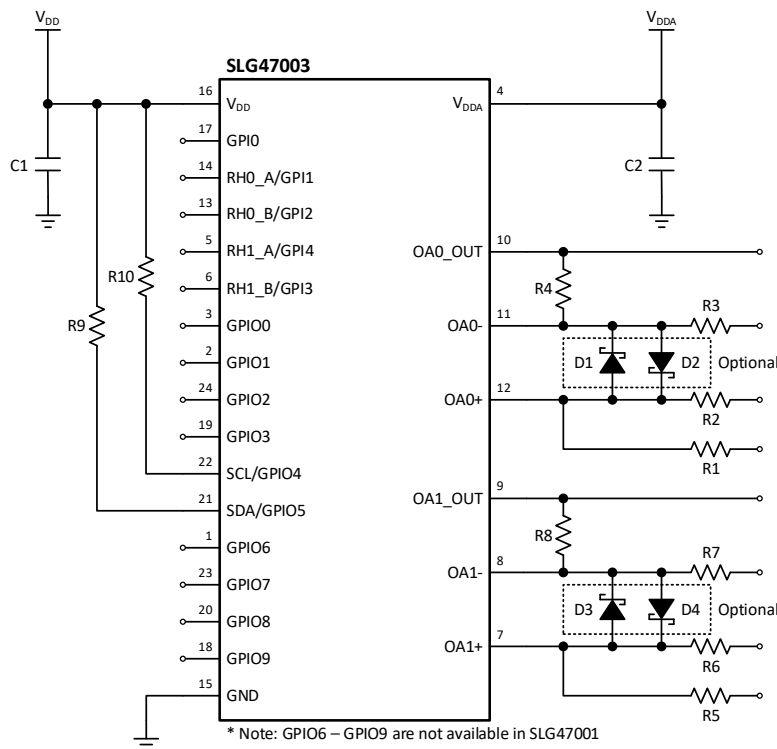 VDD
VDDA
SLG47003
16
VDD
VDDA
4
17
GPI0
C1
C2
14
RH0_A/GPI1
13
RH0_B/GPI2
5
RH1_A/GPI4
OA0_OUT
10
R10
6
RH1_B/GPI3
R4
R9
3
GPIO0
OA0-
11
R3
2
GPIO1
D1
D2
Optional
24
GPIO2
OA0+
12
R2
19
GPIO3
R1
22
SCL/GPIO4
21
SDA/GPIO5
OA1_OUT
9
R8
1
GPIO6
OA1-
8
R7
23
GPIO7
D3
D4
Optional
20
GPIO8
18
GPIO9
OA1+
7
R6
15
GND
R5
* Note: GPIO6 – GPIO9 are not available in SLG47001